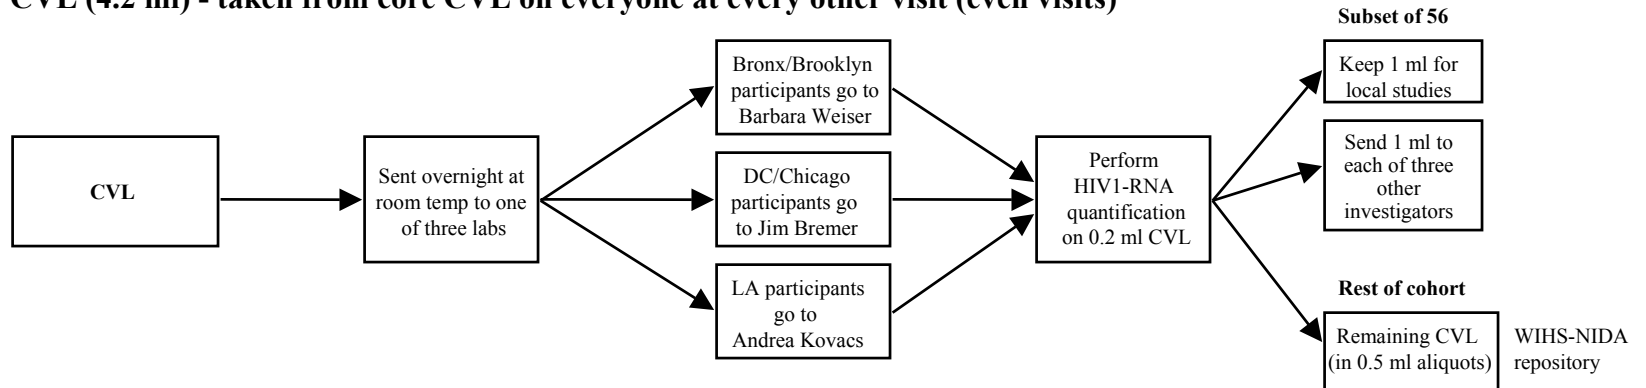 CVL (4.2 ml) - taken from core CVL on everyone at every other visit (even visits)
CVL
Sent overnight at
room temp to one
of three labs
Bronx/Brooklyn
participants go to
Barbara Weiser
DC/Chicago
participants go
to Jim Bremer
LA participants
go to
Andrea Kovacs
Perform
HIV1-RNA
quantification
on 0.2 ml CVL
Subset of 56
Keep 1 ml for
local studies
Send 1 ml to
each of three
other
investigators
Rest of cohort
Remaining CVL
(in 0.5 ml aliquots)
WIHS-NIDA
repository